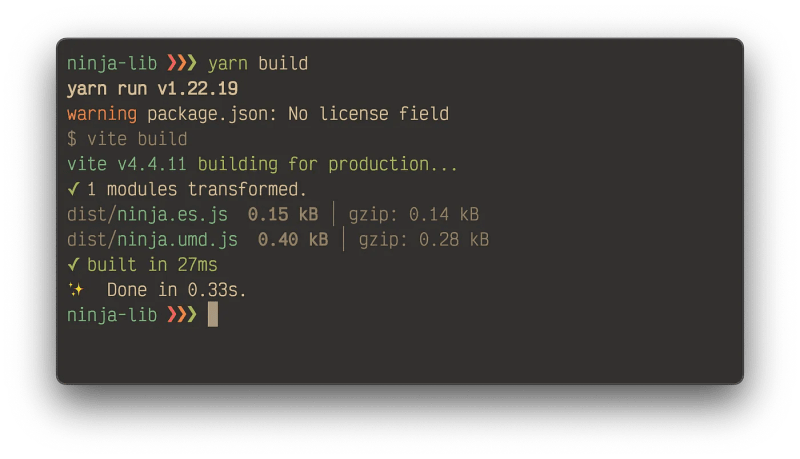 ninja-lib ❯❯❯ yarn build
yarn run v1.22.19
warning package.json: No license field
$ vite build
vite v4.4.11 building for production...
✓ 1 modules transformed.
dist/ninja.es.js  0.15 kB │ gzip: 0.14 kB
dist/ninja.umd.js  0.40 kB │ gzip: 0.28 kB
✓ built in 27ms
✨  Done in 0.33s.
ninja-lib ❯❯❯